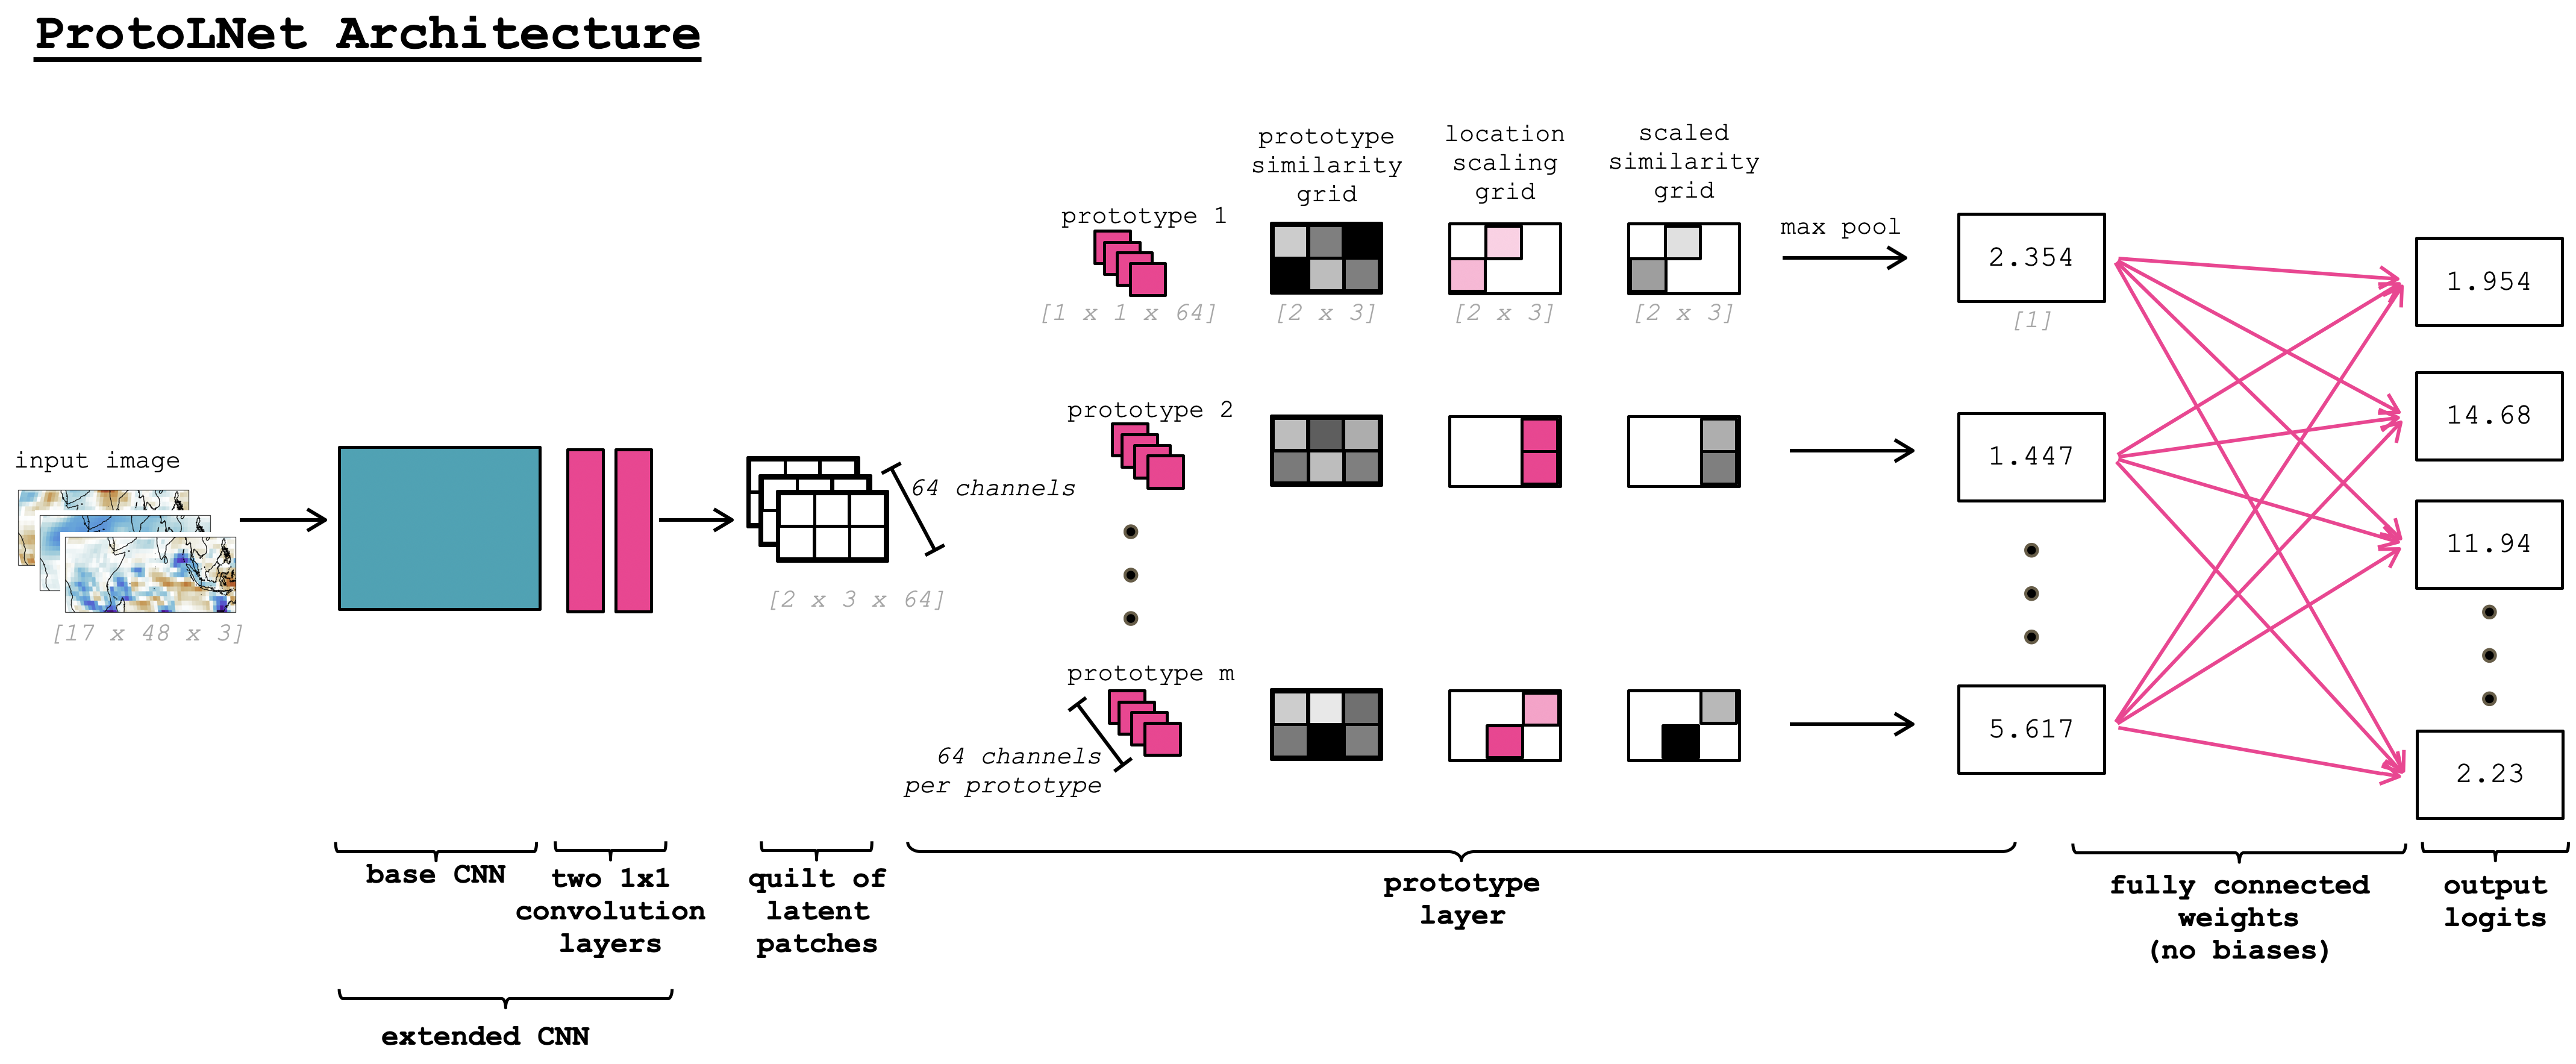 ProtoLNet Architecture
input image
[17 x 48 x 3]
64 channels
[2 x 3 x 64]
prototype
similarity
grid
location
scaling
grid
scaled
similarity
grid
prototype 1
max pool
[1 x 1 x 64]
[2 x 3]
[2 x 3]
[2 x 3]
2.354
[1]
prototype 2
1.447
prototype m
64 channels
per prototype
5.617
1.954
14.68
11.94
2.23
base CNN
two 1x1
convolution
layers
extended CNN
quilt of
latent
patches
prototype
layer
fully connected
weights
(no biases)
output
logits